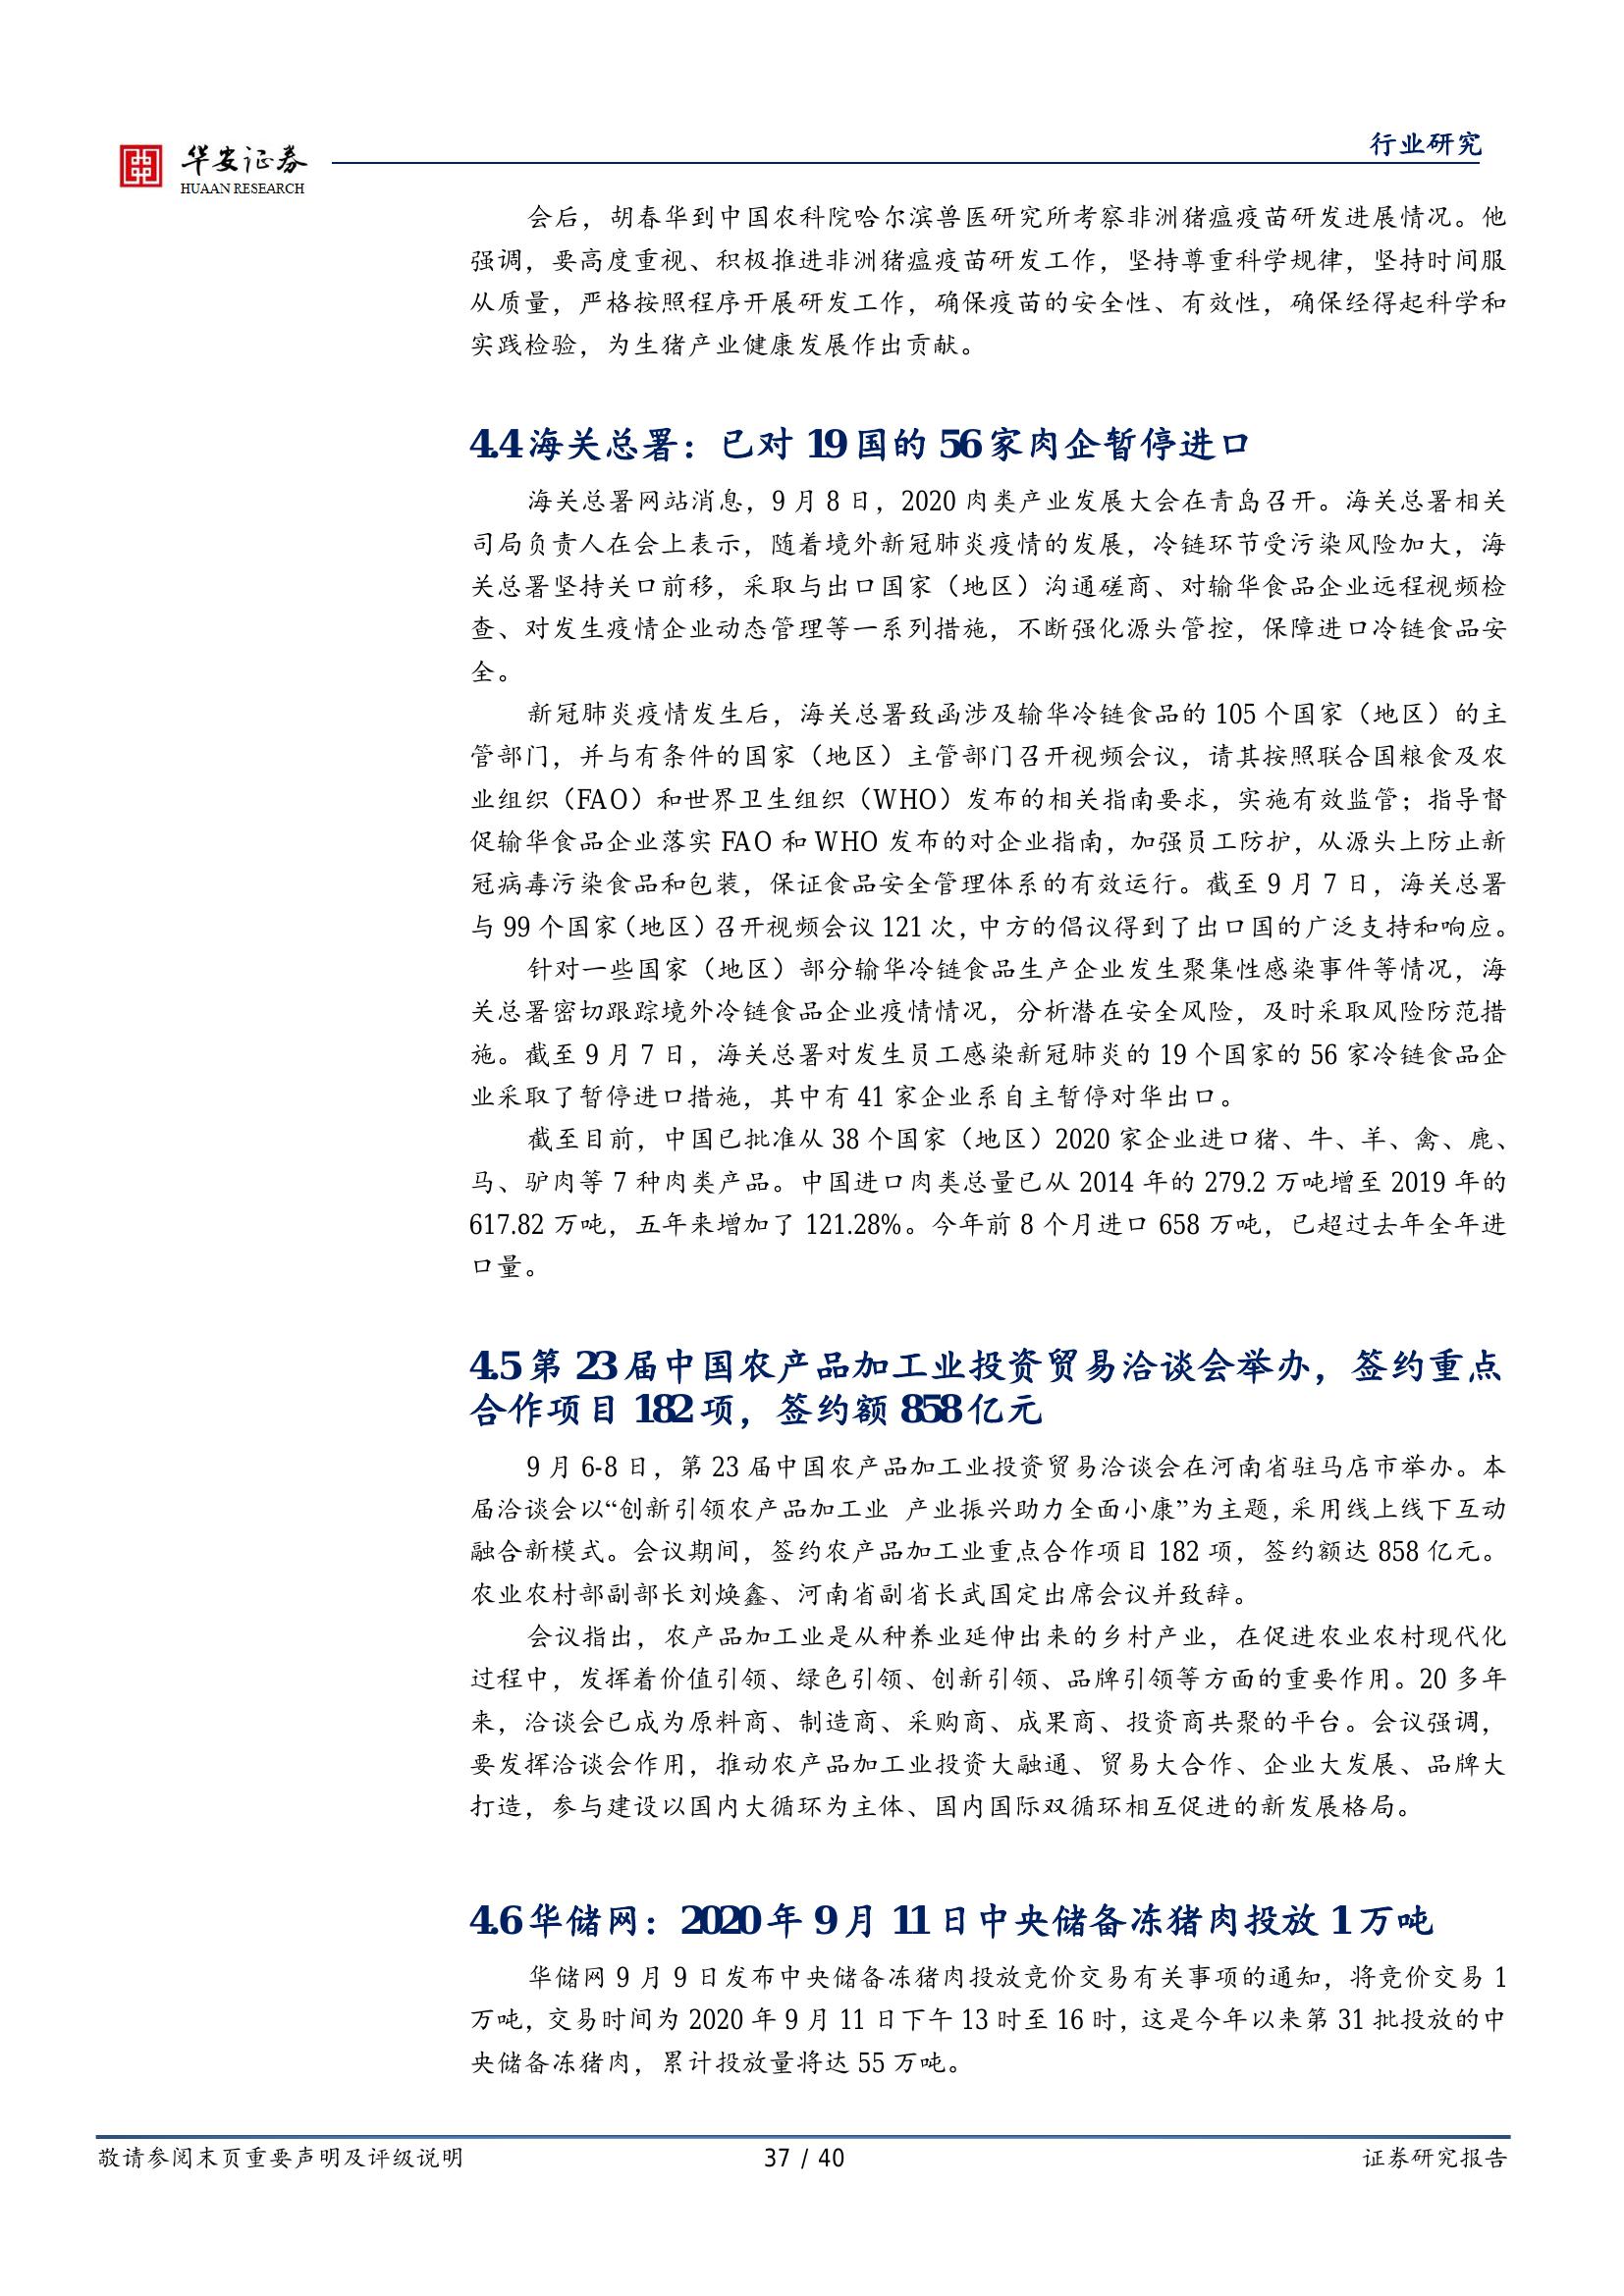 华安证券
HUAAN RESEARCH
行业研究
会后，胡春华到中国农科院哈尔滨兽医研究所考察非洲猪瘟疫苗研发进展情况。他
强调，要高度重视、积极推进非洲猪瘟疫苗研发工作，坚持尊重科学规律，坚持时间服
从质量，严格按照程序开展研发工作，确保疫苗的安全性、有效性，确保经得起科学和
实践检验，为生猪产业健康发展作出贡献。
4.4 海关总署：已对 19 国的 56 家肉企暂停进口
海关总署网站消息，9 月 8 日，2020 肉类产业发展大会在青岛召开。海关总署相关
司局负责人在会上表示，随着境外新冠肺炎疫情的发展，冷链环节受污染风险加大，海
关总署坚持关口前移，采取与出口国家（地区）沟通磋商、对输华食品企业远程视频检
查、对发生疫情企业动态管理等一系列措施，不断强化源头管控，保障进口冷链食品安
全。
新冠肺炎疫情发生后，海关总署致函涉及输华冷链食品的 105 个国家（地区）的主
管部门，并与有条件的国家（地区）主管部门召开视频会议，请其按照联合国粮食及农
业组织（FAO）和世界卫生组织（WHO）发布的相关指南要求，实施有效监管；指导督
促输华食品企业落实 FAO 和 WHO 发布的对企业指南，加强员工防护，从源头上防止新
冠病毒污染食品和包装，保证食品安全管理体系的有效运行。截至 9 月 7 日，海关总署
与 99 个国家（地区）召开视频会议 121 次，中方的倡议得到了出口国的广泛支持和响应。
针对一些国家（地区）部分输华冷链食品生产企业发生聚集性感染事件等情况，海
关总署密切跟踪境外冷链食品企业疫情情况，分析潜在安全风险，及时采取风险防范措
施。截至 9 月 7 日，海关总署对发生员工感染新冠肺炎的 19 个国家的 56 家冷链食品企
业采取了暂停进口措施，其中有 41 家企业系自主暂停对华出口。
截至目前，中国已批准从 38 个国家（地区）2020 家企业进口猪、牛、羊、禽、鹿、
马、驴肉等 7 种肉类产品。中国进口肉类总量已从 2014 年的 279.2 万吨增至 2019 年的
617.82 万吨，五年来增加了 121.28%。今年前 8 个月进口 658 万吨，已超过去年全年进
口量。
4.5 第 23 届中国农产品加工业投资贸易洽谈会举办，签约重点
合作项目 182 项，签约额 858 亿元
9 月 6-8 日，第 23 届中国农产品加工业投资贸易洽谈会在河南省驻马店市举办。本
届洽谈会以“创新引领农产品加工业 产业振兴助力全面小康”为主题，采用线上线下互动
融合新模式。会议期间，签约农产品加工业重点合作项目 182 项，签约额达 858 亿元。
农业农村部副部长刘焕鑫、河南省副省长武国定出席会议并致辞。
会议指出，农产品加工业是从种养业延伸出来的乡村产业，在促进农业农村现代化
过程中，发挥着价值引领、绿色引领、创新引领、品牌引领等方面的重要作用。20 多年
来，洽谈会已成为原料商、制造商、采购商、成果商、投资商共聚的平台。会议强调，
要发挥洽谈会作用，推动农产品加工业投资大融通、贸易大合作、企业大发展、品牌大
打造，参与建设以国内大循环为主体、国内国际双循环相互促进的新发展格局。
4.6 华储网：2020 年 9 月 11 日中央储备冻猪肉投放 1 万吨
华储网 9 月 9 日发布中央储备冻猪肉投放竞价交易有关事项的通知，将竞价交易 1
万吨，交易时间为 2020 年 9 月 11 日下午 13 时至 16 时，这是今年以来第 31 批投放的中
央储备冻猪肉，累计投放量将达 55 万吨。
敬请参阅末页重要声明及评级说明
37 / 40
证券研究报告